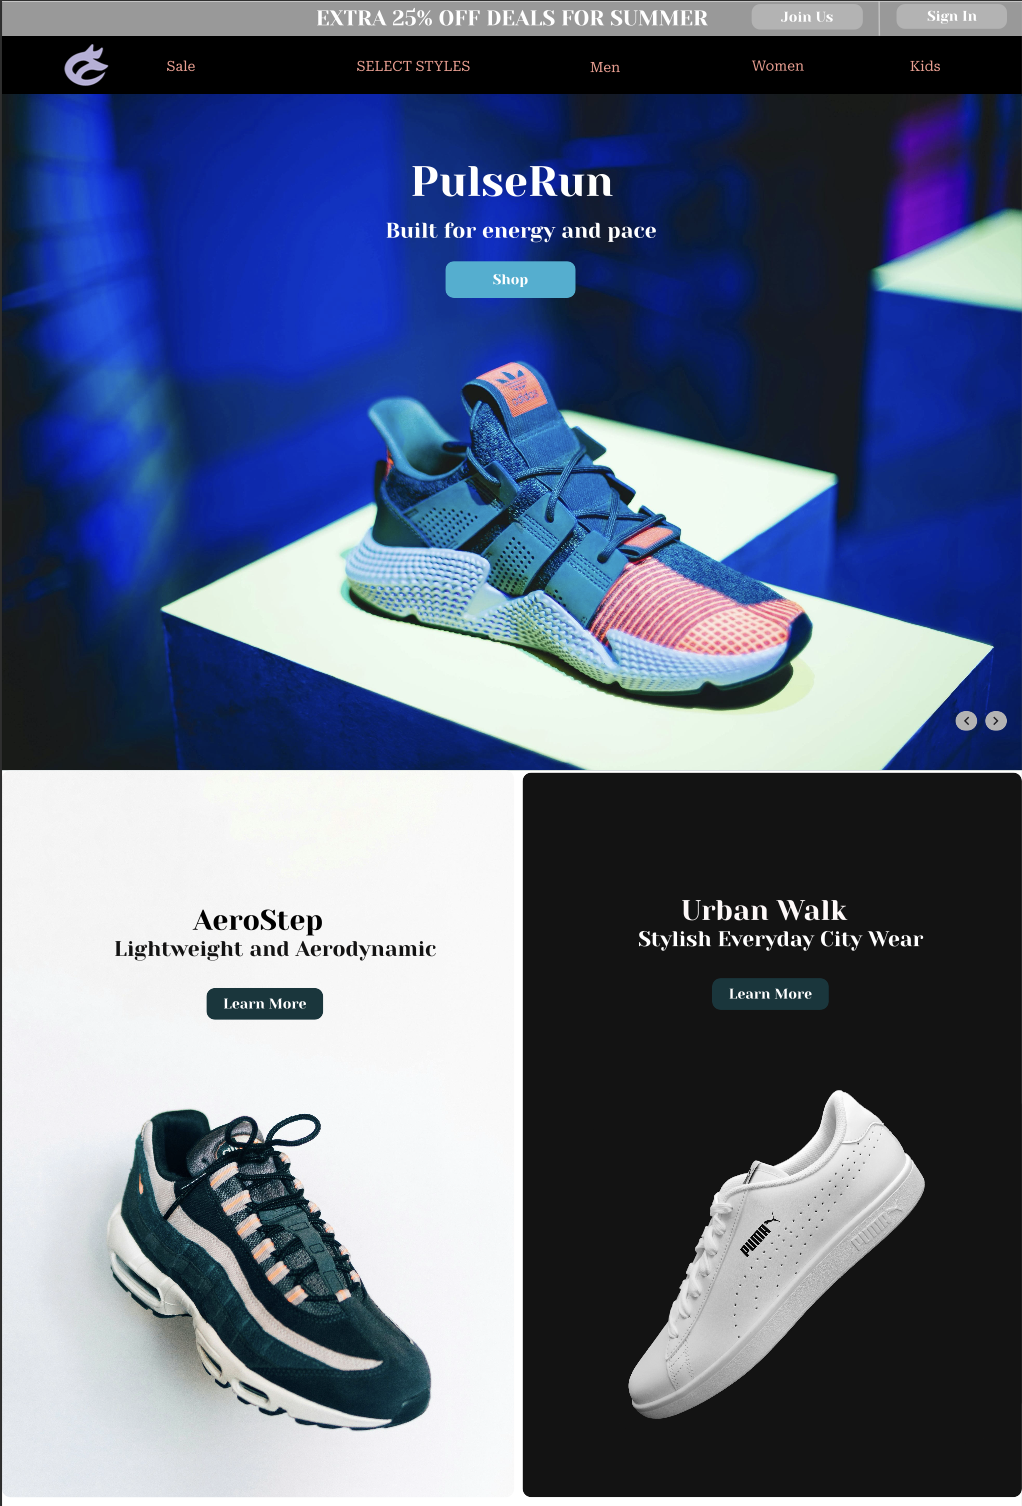 EXTRA 25% OFF DEALS FOR SUMMER
Join Us
Sign In
Sale
SELECT STYLES
Men
Women
Kids
PulseRun
Built for energy and pace
Shop
AeroStep
Lightweight and Aerodynamic
Learn More
Urban Walk
Stylish Everyday City Wear
Learn More
PUMA
PUMA